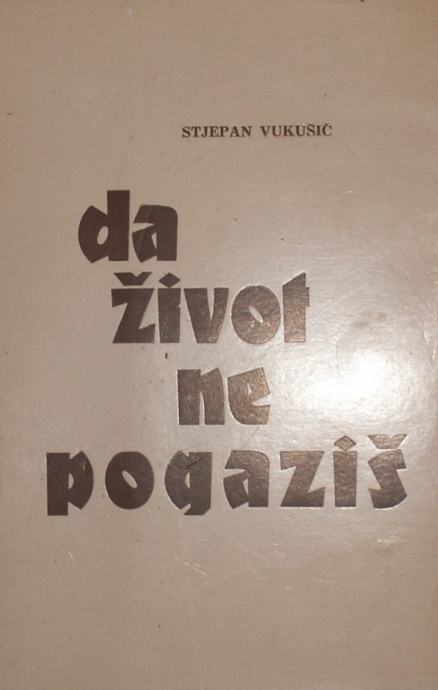 STJEPAN VUKUŠIĆ
da
život
ne
pogaziš